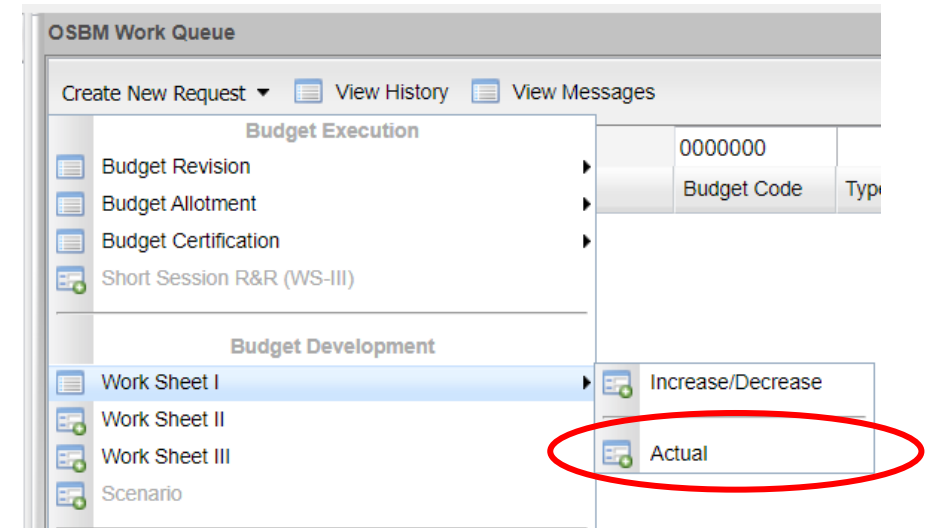 OSBM Work Queue
Create New Request View History View Messages
Budget Execution
0000000
Budget Revision
Budget Code
Budget Allotment
Budget Certification
Short Session R&R (WS-III)
Budget Development
Work Sheet I
Increase/Decrease
Work Sheet II
Work Sheet III
Actual
Scenario